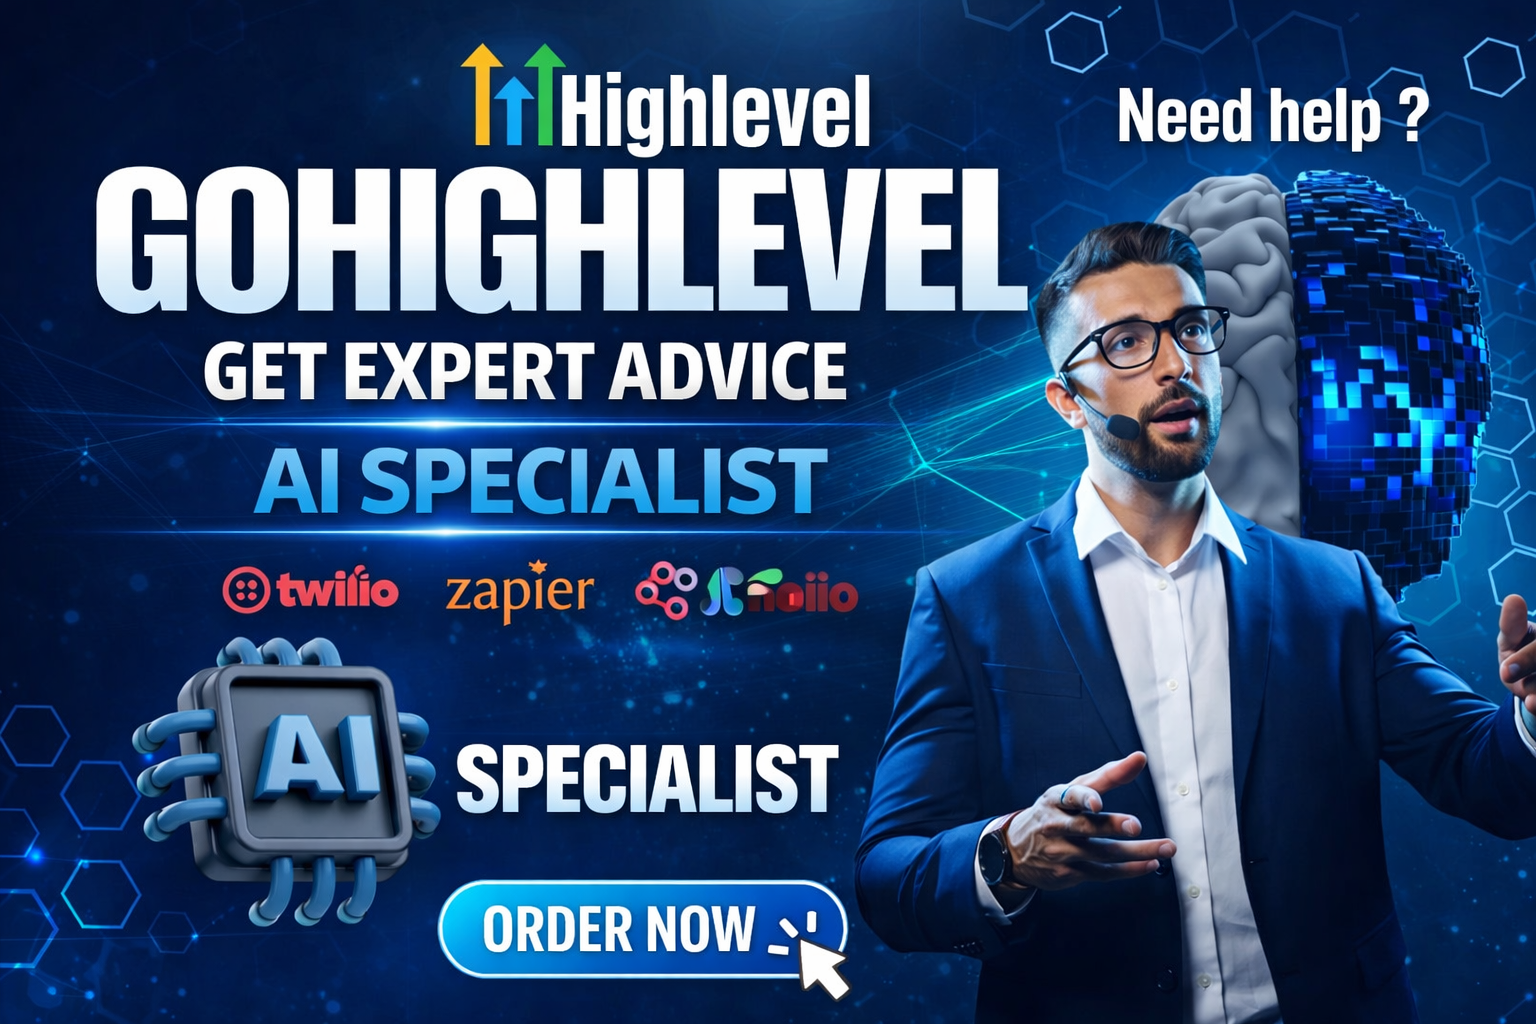 Highlevel
Need help ?
GOHIGHLEVEL
GET EXPERT ADVICE
AI SPECIALIST
twilio
zapier
AI
SPECIALIST
ORDER NOW